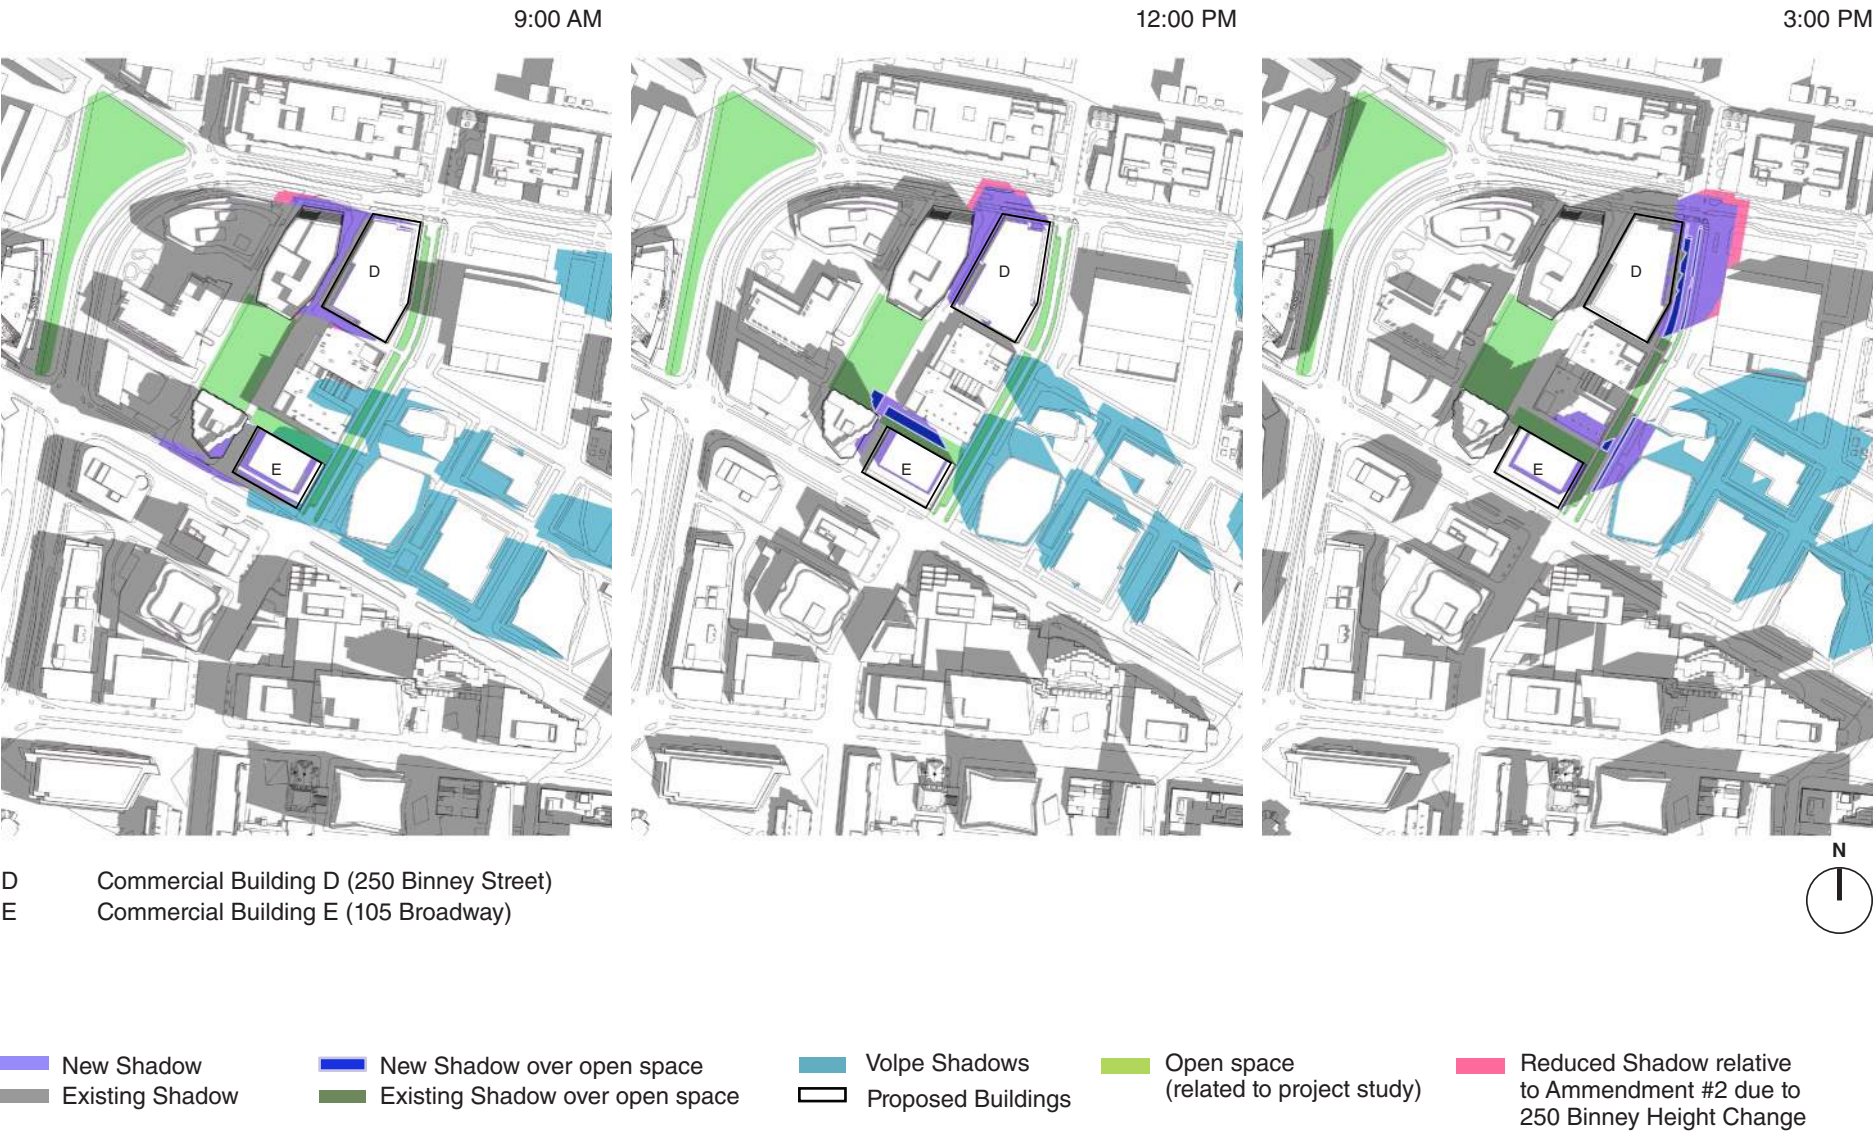 9:00 AM
12:00 PM
3:00 PM
D
E
D
E
D
E
D Commercial Building D (250 Binney Street)
E Commercial Building E (105 Broadway)
N
New Shadow
Existing Shadow
New Shadow over open space
Existing Shadow over open space
Volpe Shadows
Proposed Buildings
Open space
(related to project study)
Reduced Shadow relative
to Ammendment #2 due to
250 Binney Height Change